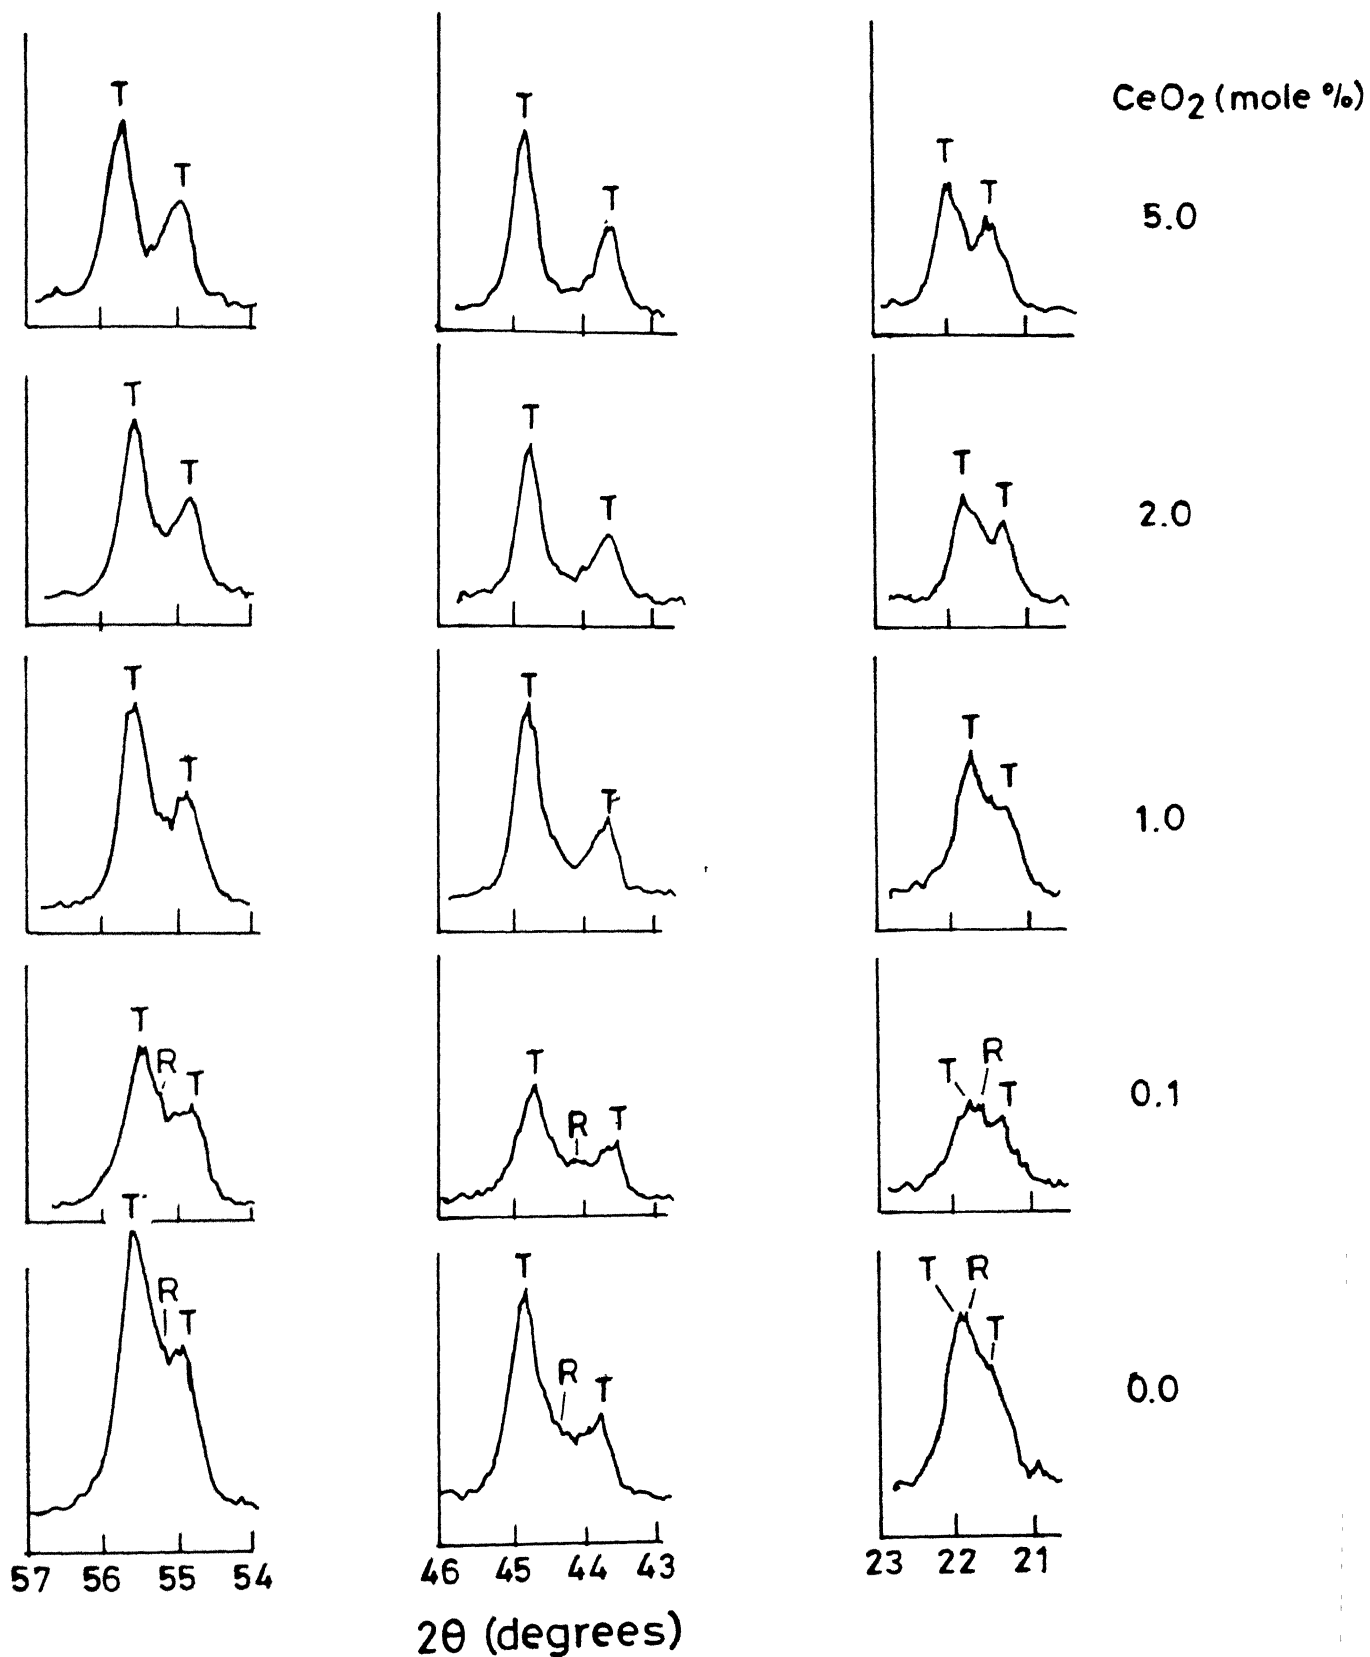 CeO2 (mole %)
T T T T T T 5.0
T T T T T T 2.0
T T T T T T 1.0
T R T T R T T R T 0.1
T R T T R T T R T 0.0
57 56 55 54 46 45 44 43 23 22 21
2θ (degrees)